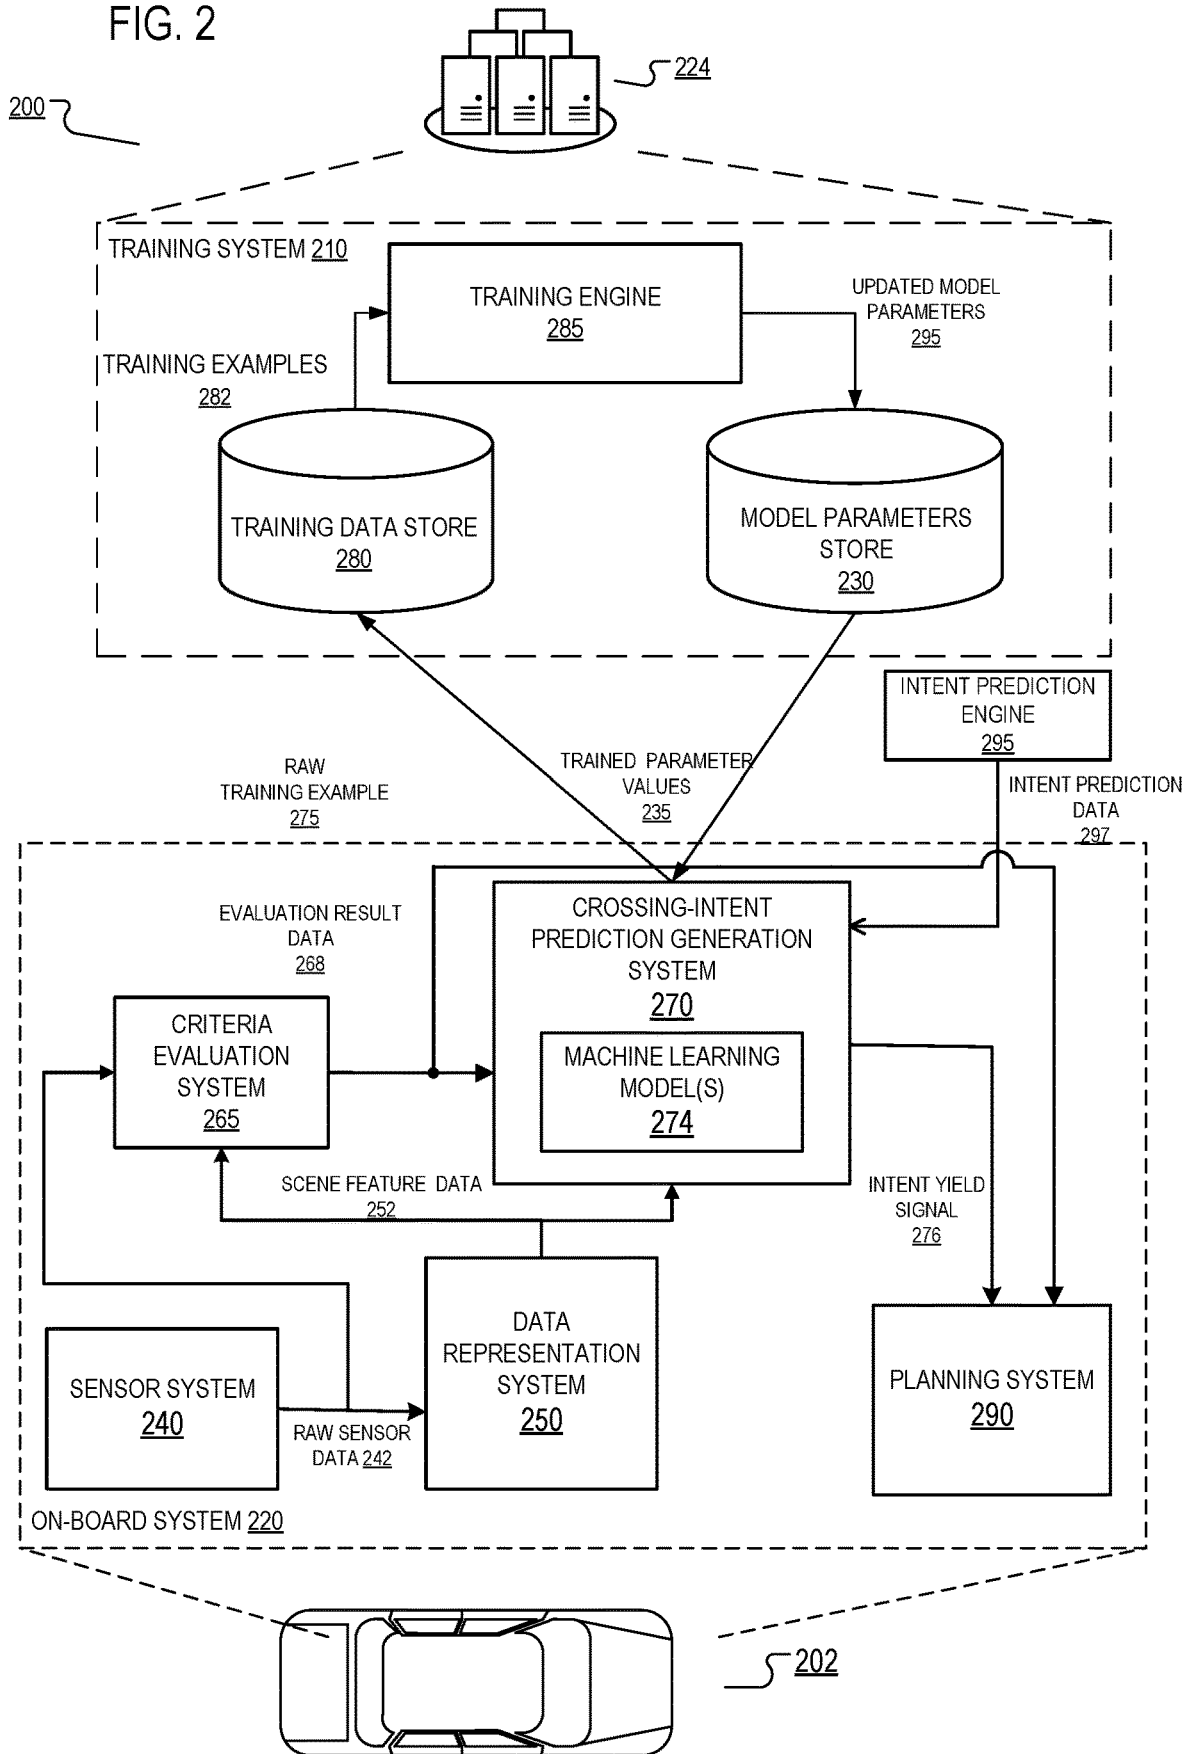 FIG. 2
224
200
TRAINING SYSTEM 210
TRAINING ENGINE
285
UPDATED MODEL
PARAMETERS
295
TRAINING EXAMPLES
282
TRAINING DATA STORE
280
MODEL PARAMETERS
STORE
230
INTENT PREDICTION
ENGINE
295
RAW
TRAINING EXAMPLE
275
TRAINED PARAMETER
VALUES
235
INTENT PREDICTION
DATA
297
EVALUATION RESULT
DATA
268
CROSSING-INTENT
PREDICTION GENERATION
SYSTEM
270
CRITERIA
EVALUATION
SYSTEM
265
MACHINE LEARNING
MODEL(S)
274
SCENE FEATURE DATA
252
INTENT YIELD
SIGNAL
276
DATA
REPRESENTATION
SYSTEM
250
SENSOR SYSTEM
240
RAW SENSOR
DATA 242
PLANNING SYSTEM
290
ON-BOARD SYSTEM 220
202